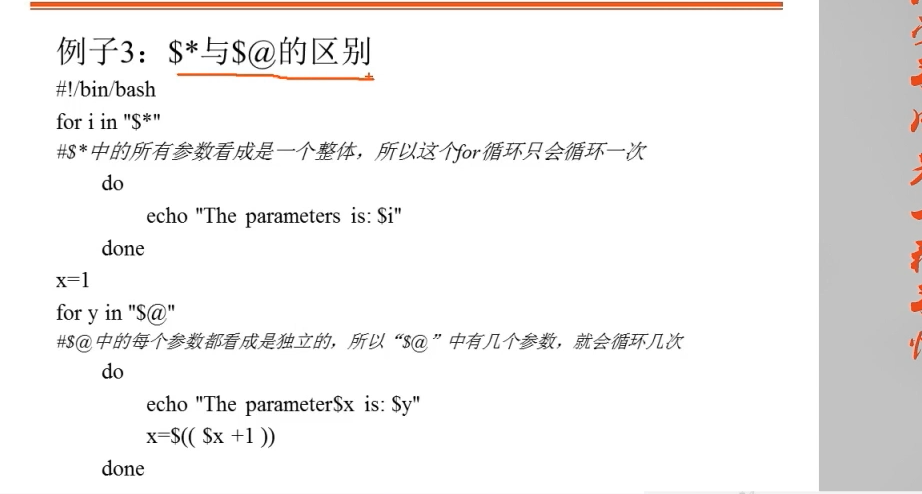 例子3：$*与$@的区别
#!/bin/bash
for i in "$*"
#$*中的所有参数看成是一个整体，所以这个for循环只会循环一次
do
echo "The parameters is: $i"
done
x=1
for y in "$@"
#$@中的每个参数都看成是独立的，所以“$@”中有几个参数，就会循环几次
do
echo "The parameter$x is: $y"
x=$(( $x +1 ))
done